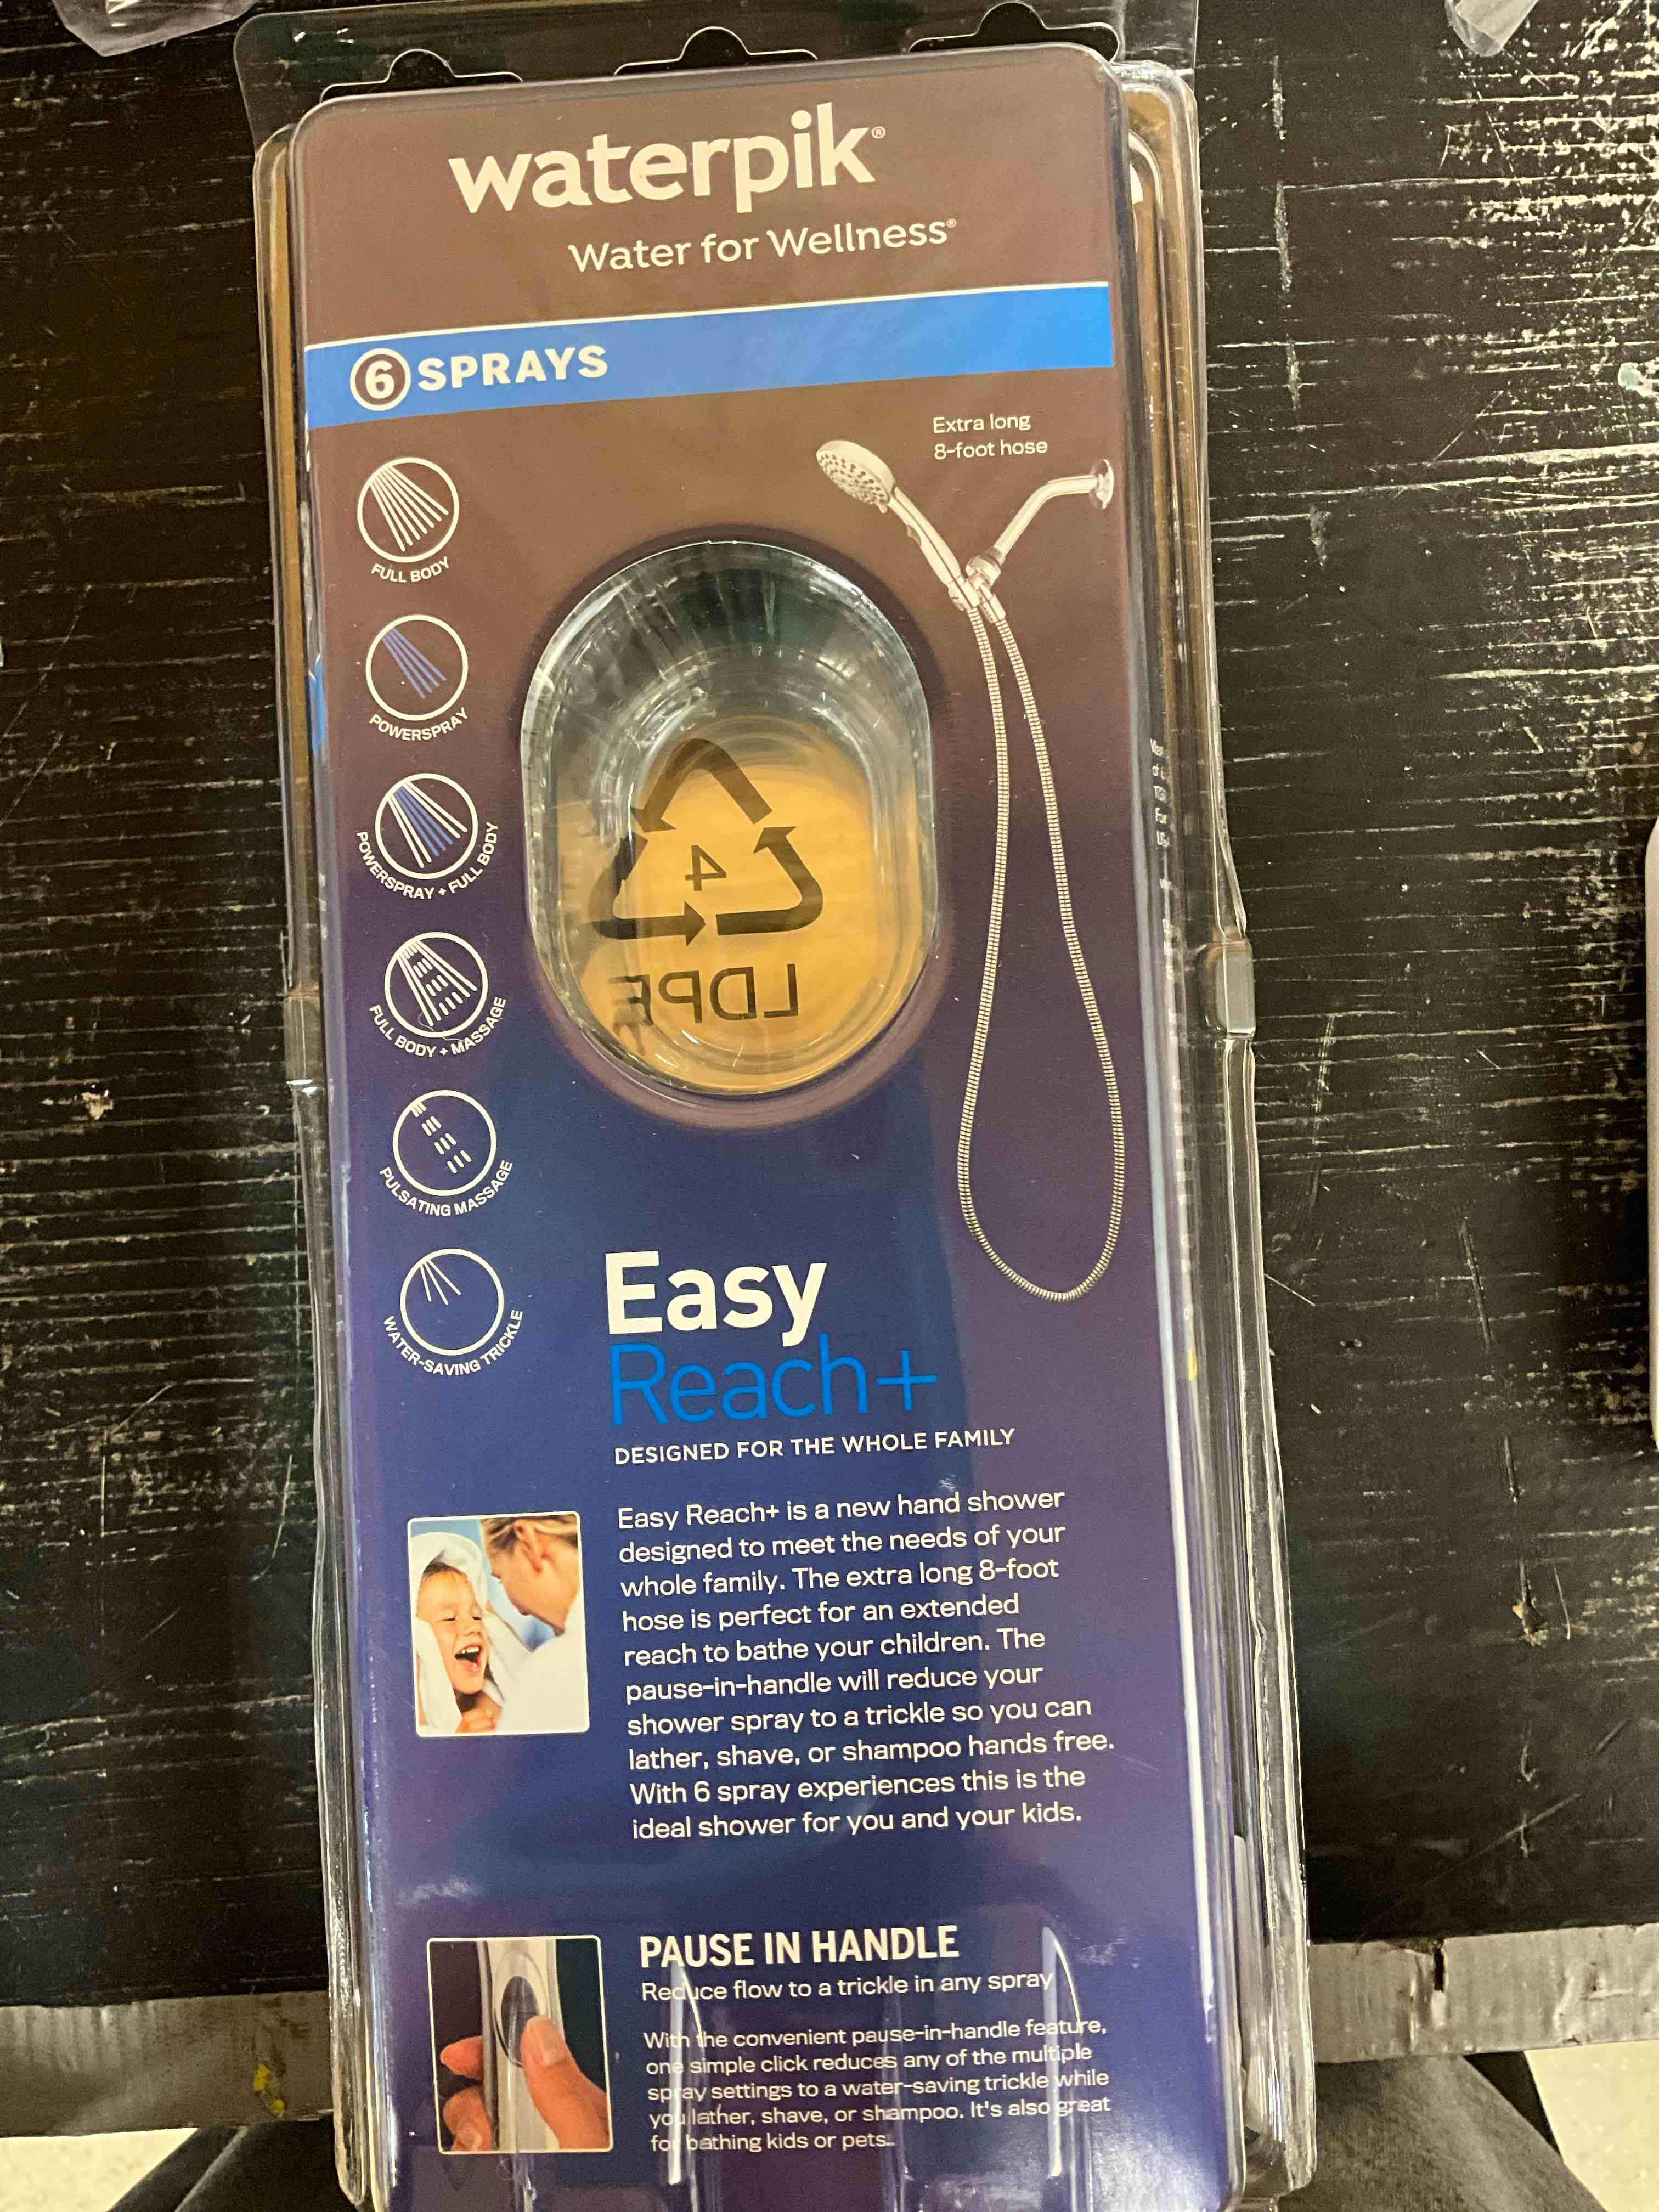 waterpik®
Water for Wellness®
6 SPRAYS
Extra long
8-foot hose
FULL BODY
POWERSPRAY
POWERSPRAY + FULL BODY
FULL BODY + MASSAGE
PULSATING MASSAGE
WATER-SAVING TRICKLE
4
LDPE
Easy
Reach+
DESIGNED FOR THE WHOLE FAMILY
Easy Reach+ is a new hand shower
designed to meet the needs of your
whole family. The extra long 8-foot
hose is perfect for an extended
reach to bathe your children. The
pause-in-handle will reduce your
shower spray to a trickle so you can
lather, shave, or shampoo hands free.
With 6 spray experiences this is the
ideal shower for you and your kids.
PAUSE IN HANDLE
Reduce flow to a trickle in any spray
With the convenient pause-in-handle feature,
one simple click reduces any of the multiple
spray settings to a water-saving trickle while
you lather, shave, or shampoo. It's also great
for bathing kids or pets.